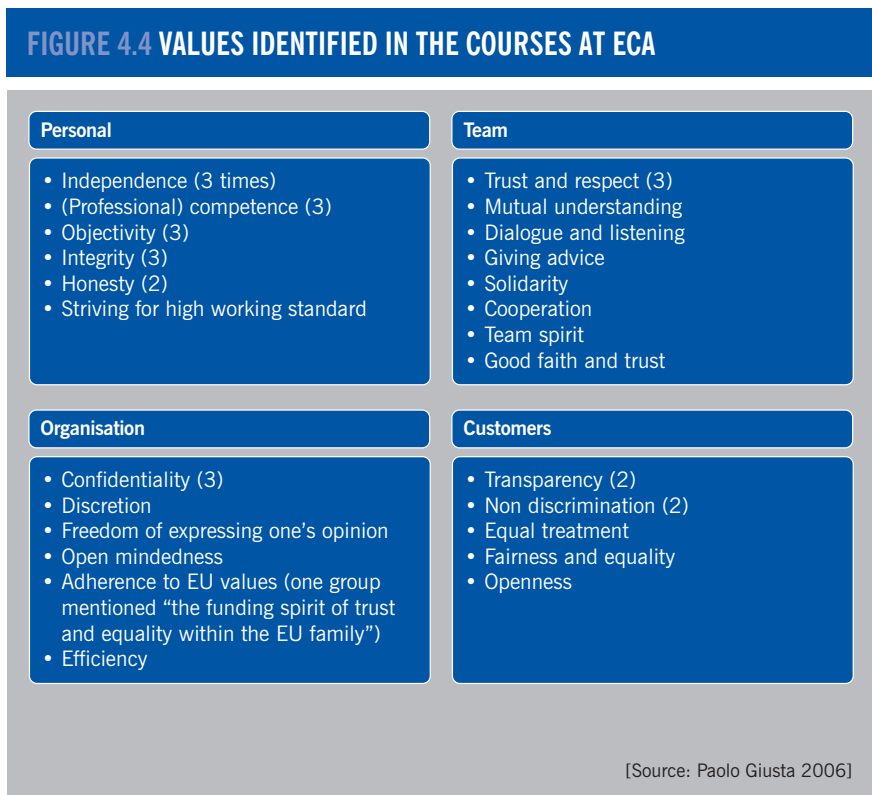 FIGURE 4.4 VALUES IDENTIFIED IN THE COURSES AT ECA
Personal
• Independence (3 times)
• (Professional) competence (3)
• Objectivity (3)
• Integrity (3)
• Honesty (2)
• Striving for high working standard
Team
• Trust and respect (3)
• Mutual understanding
• Dialogue and listening
• Giving advice
• Solidarity
• Cooperation
• Team spirit
• Good faith and trust
Organisation
• Confidentiality (3)
• Discretion
• Freedom of expressing one’s opinion
• Open mindedness
• Adherence to EU values (one group
mentioned “the funding spirit of trust
and equality within the EU family”)
• Efficiency
Customers
• Transparency (2)
• Non discrimination (2)
• Equal treatment
• Fairness and equality
• Openness
[Source: Paolo Giusta 2006]